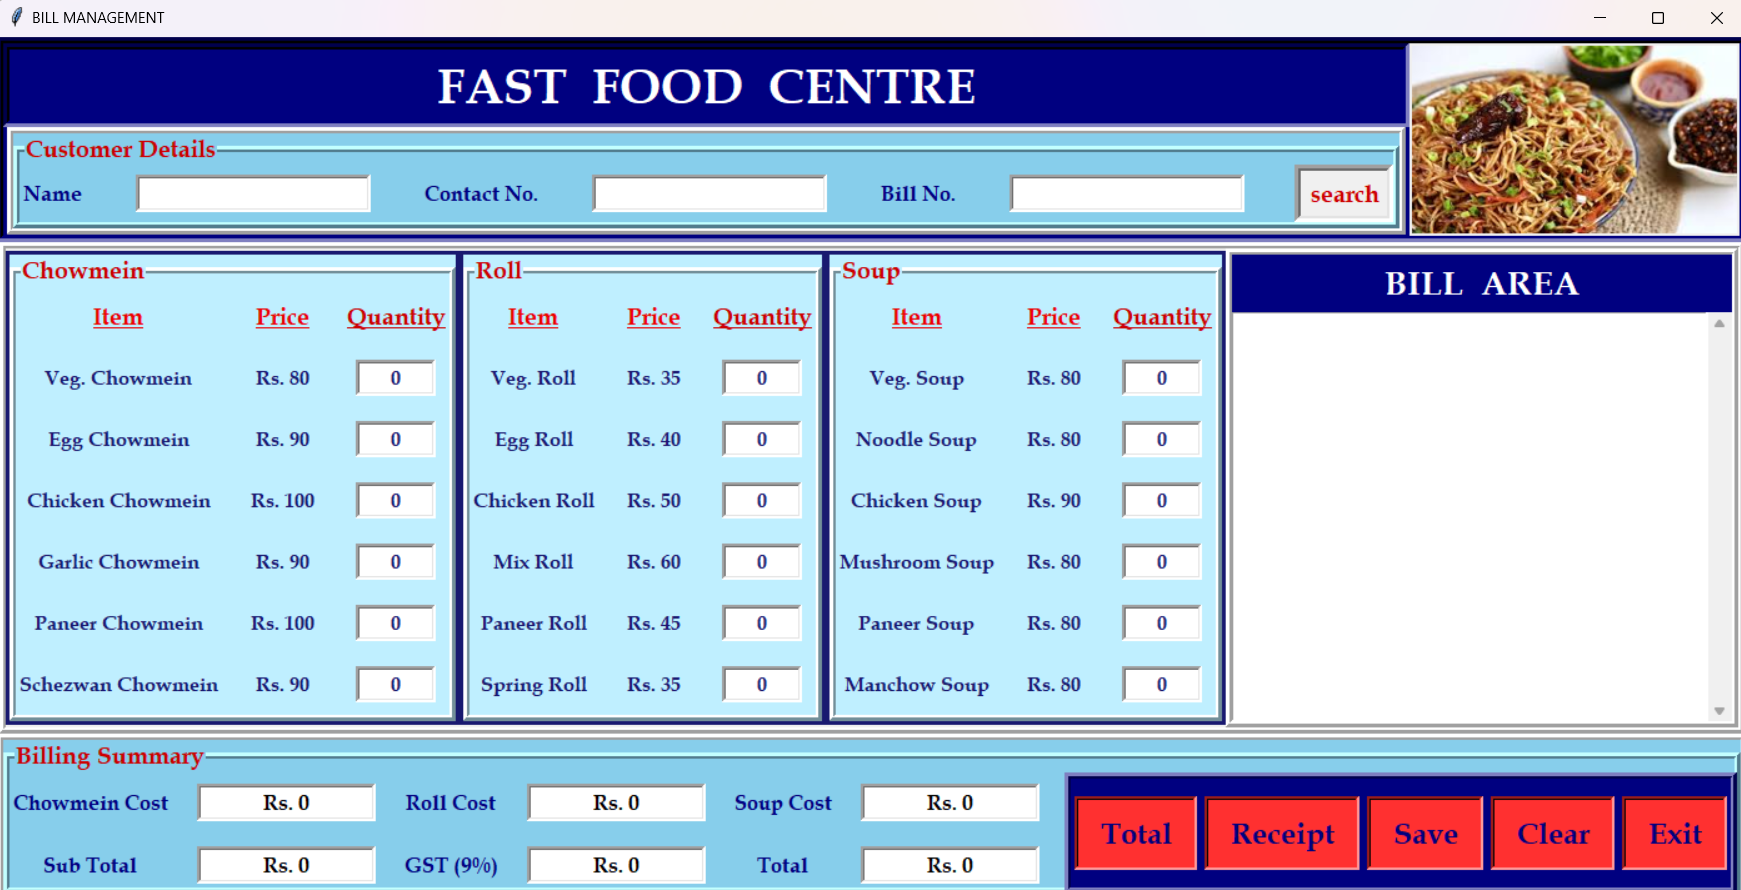 BILL MANAGEMENT
FAST FOOD CENTRE
Customer Details
Name Contact No. Bill No. search
Chowmein
Item Price Quantity
Veg. Chowmein Rs. 80 0
Egg Chowmein Rs. 90 0
Chicken Chowmein Rs. 100 0
Garlic Chowmein Rs. 90 0
Paneer Chowmein Rs. 100 0
Schezwan Chowmein Rs. 90 0
Roll
Item Price Quantity
Veg. Roll Rs. 35 0
Egg Roll Rs. 40 0
Chicken Roll Rs. 50 0
Mix Roll Rs. 60 0
Paneer Roll Rs. 45 0
Spring Roll Rs. 35 0
Soup
Item Price Quantity
Veg. Soup Rs. 80 0
Noodle Soup Rs. 80 0
Chicken Soup Rs. 90 0
Mushroom Soup Rs. 80 0
Paneer Soup Rs. 80 0
Manchow Soup Rs. 80 0
BILL AREA
Billing Summary
Chowmein Cost Rs. 0 Roll Cost Rs. 0 Soup Cost Rs. 0
Sub Total Rs. 0 GST (9%) Rs. 0 Total Rs. 0
Total Receipt Save Clear Exit